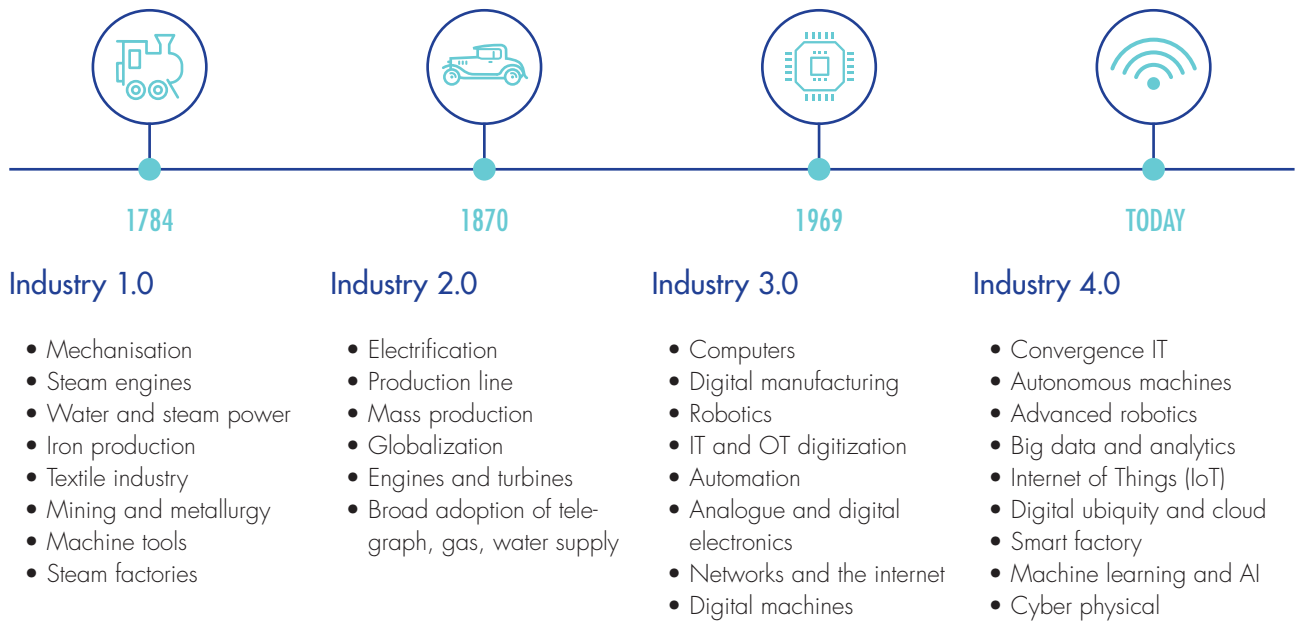 1784
1870
1969
TODAY
Industry 1.0
• Mechanisation
• Steam engines
• Water and steam power
• Iron production
• Textile industry
• Mining and metallurgy
• Machine tools
• Steam factories
Industry 2.0
• Electrification
• Production line
• Mass production
• Globalization
• Engines and turbines
• Broad adoption of tele-
graph, gas, water supply
Industry 3.0
• Computers
• Digital manufacturing
• Robotics
• IT and OT digitization
• Automation
• Analogue and digital
electronics
• Networks and the internet
• Digital machines
Industry 4.0
• Convergence IT
• Autonomous machines
• Advanced robotics
• Big data and analytics
• Internet of Things (IoT)
• Digital ubiquity and cloud
• Smart factory
• Machine learning and AI
• Cyber physical